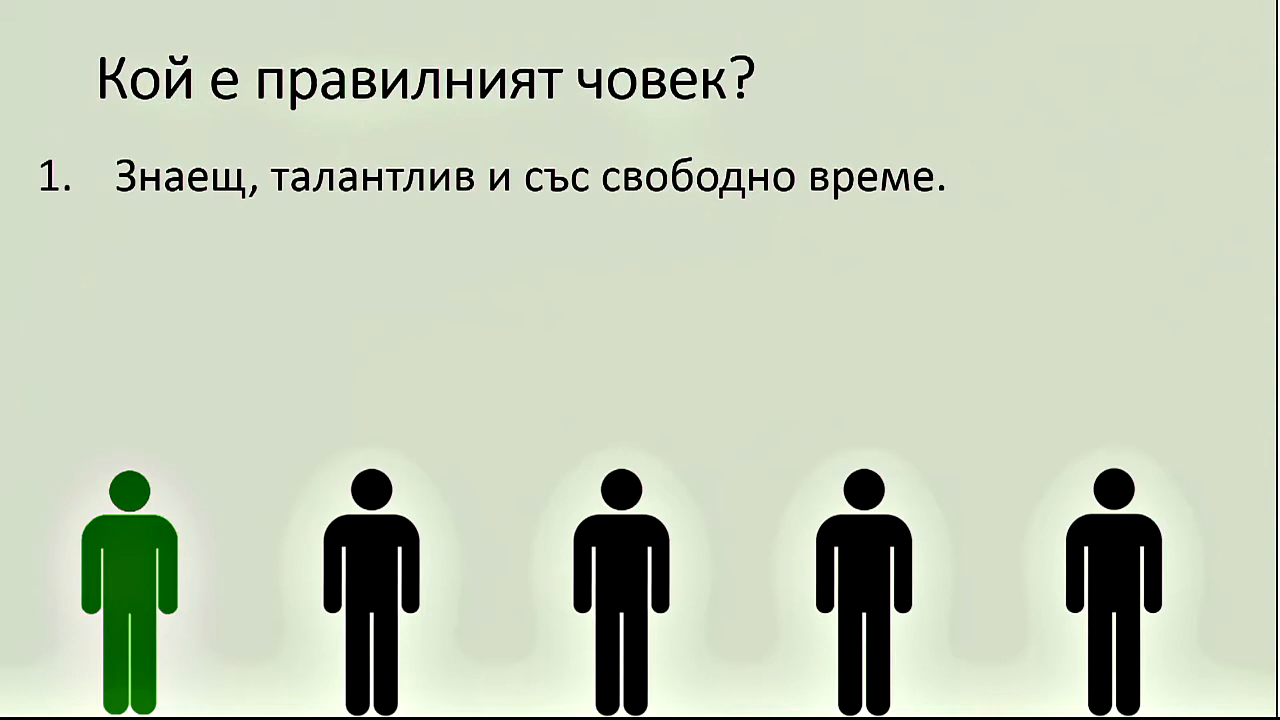 Кой е правилният човек?
1. Знаещ, талантлив и със свободно време.